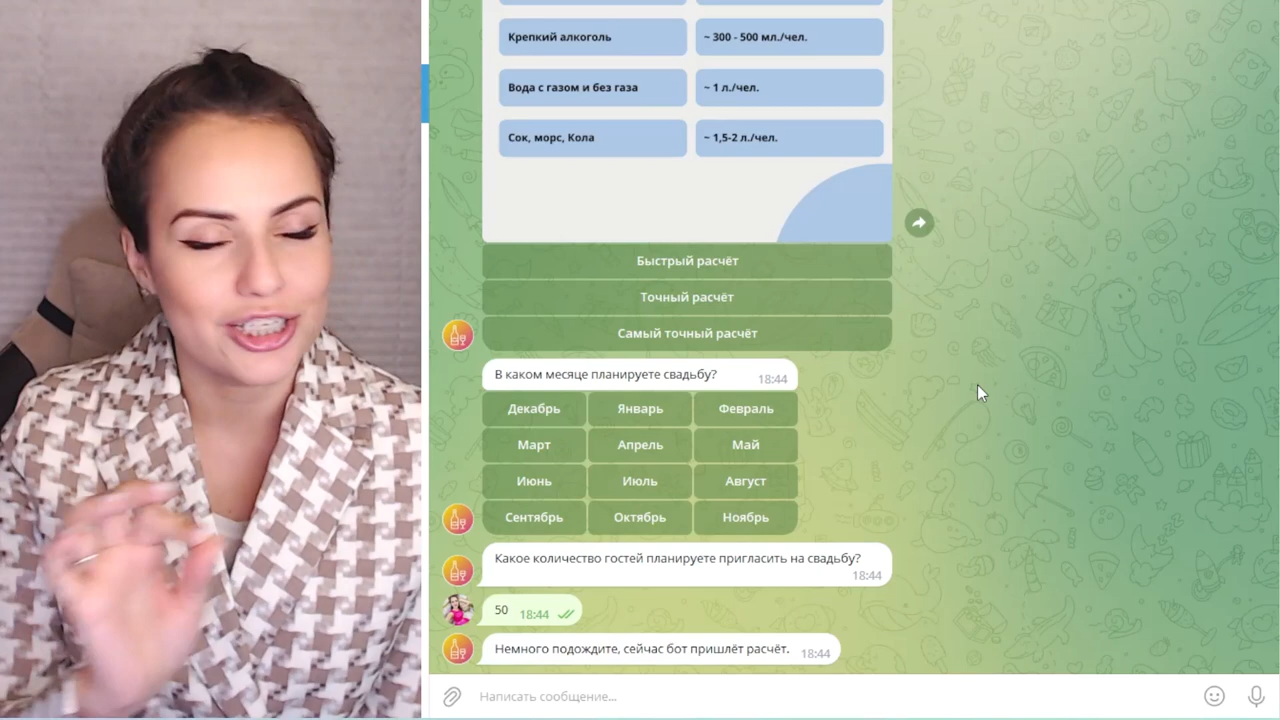 Крепкий алкоголь
~ 300 - 500 мл./чел.
Вода с газом и без газа
~ 1 л./чел.
Сок, морс, Кола
~ 1,5-2 л./чел.
Быстрый расчёт
Точный расчёт
Самый точный расчёт
В каком месяце планируете свадьбу?
18:44
Декабрь Январь Февраль
Март Апрель Май
Июнь Июль Август
Сентябрь Октябрь Ноябрь
Какое количество гостей планируете пригласить на свадьбу?
18:44
50 18:44
Немного подождите, сейчас бот пришлёт расчёт. 18:44
Написать сообщение...